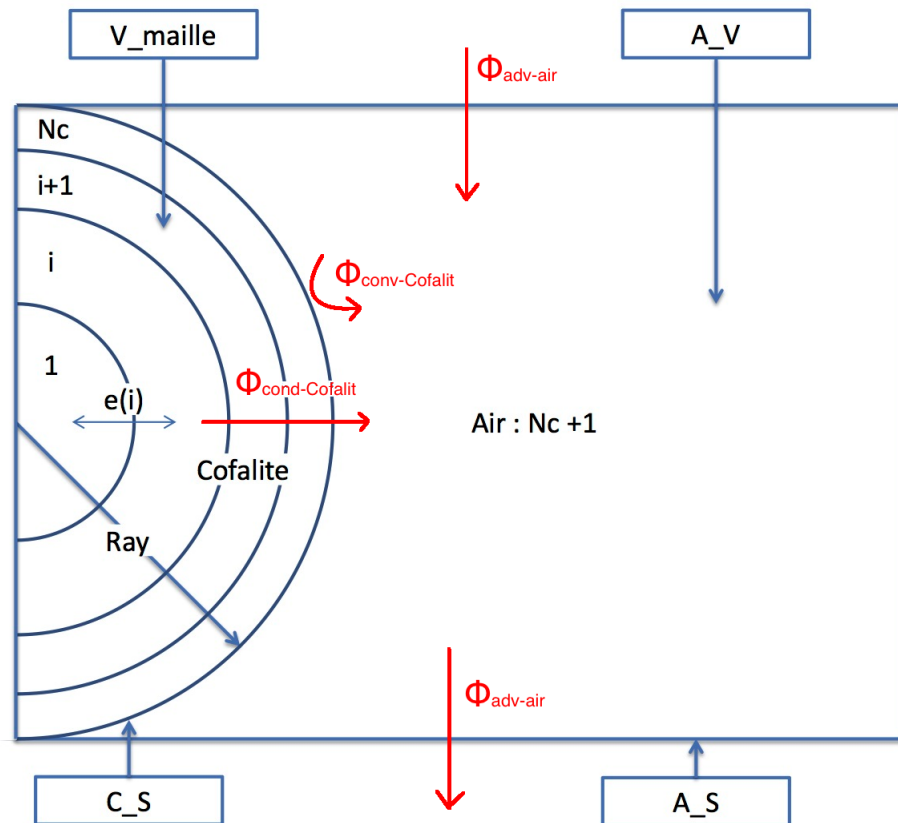 V_maille
A_V
Φadv-air
Nc
i+1
i
Φconv-Cofalit
1
Φcond-Cofalit
e(i)
Air : Nc +1
Cofalite
Ray
Φadv-air
C_S
A_S